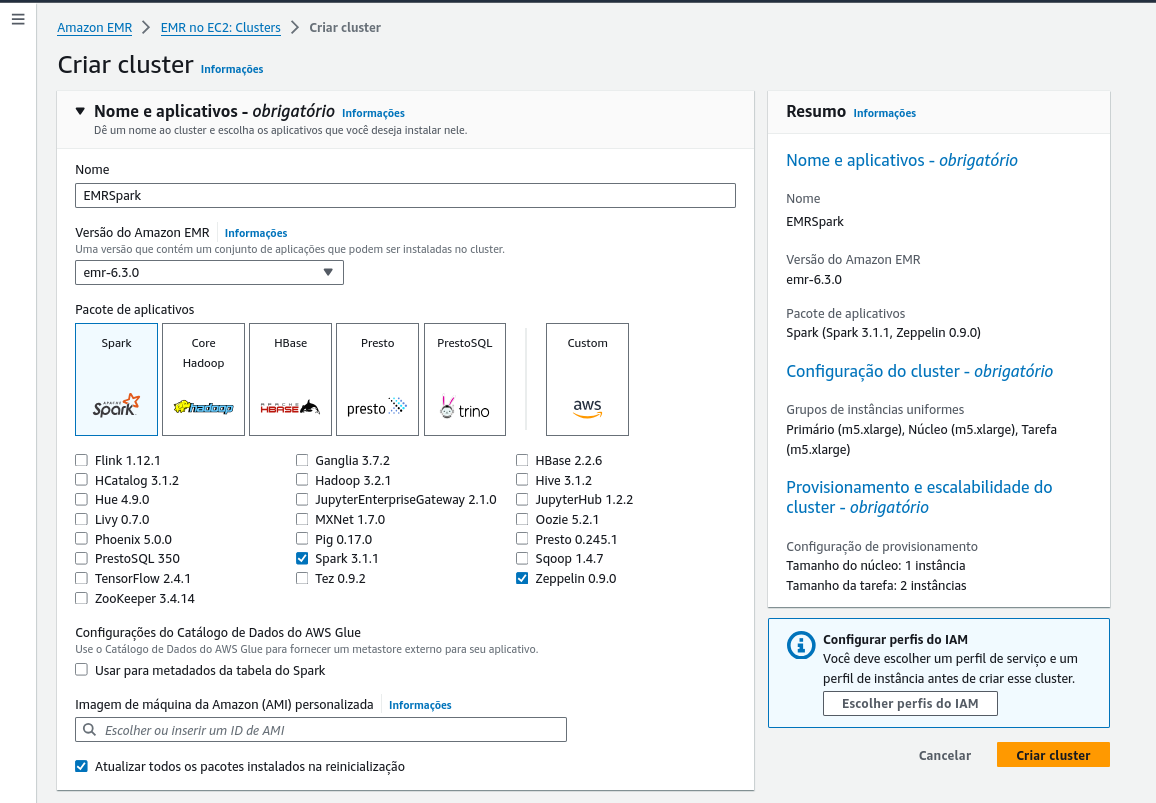 Amazon EMR > EMR no EC2: Clusters > Criar cluster
Criar cluster Informações
Nome e aplicativos - obrigatório Informações
Dê um nome ao cluster e escolha os aplicativos que você deseja instalar nele.
Nome
EMRSpark
Versão do Amazon EMR Informações
Uma versão que contém um conjunto de aplicações que podem ser instaladas no cluster.
emr-6.3.0
Pacote de aplicativos
Spark
APACHE
Spark
Core
Hadoop
hadoop
HBase
APACHE
HBASE
Presto
presto
PrestoSQL
trino
Custom
aws
Flink 1.12.1
Ganglia 3.7.2
HBase 2.2.6
HCatalog 3.1.2
Hadoop 3.2.1
Hive 3.1.2
Hue 4.9.0
JupyterEnterpriseGateway 2.1.0
JupyterHub 1.2.2
Livy 0.7.0
MXNet 1.7.0
Oozie 5.2.1
Phoenix 5.0.0
Pig 0.17.0
Presto 0.245.1
PrestoSQL 350
Spark 3.1.1
Sqoop 1.4.7
TensorFlow 2.4.1
Tez 0.9.2
Zeppelin 0.9.0
ZooKeeper 3.4.14
Configurações do Catálogo de Dados do AWS Glue
Use o Catálogo de Dados do AWS Glue para fornecer um metastore externo para seu aplicativo.
Usar para metadados da tabela do Spark
Imagem de máquina da Amazon (AMI) personalizada Informações
Escolher ou inserir um ID de AMI
Atualizar todos os pacotes instalados na reinicialização
Resumo Informações
Nome e aplicativos - obrigatório
Nome
EMRSpark
Versão do Amazon EMR
emr-6.3.0
Pacote de aplicativos
Spark (Spark 3.1.1, Zeppelin 0.9.0)
Configuração do cluster - obrigatório
Grupos de instâncias uniformes
Primário (m5.xlarge), Núcleo (m5.xlarge), Tarefa
(m5.xlarge)
Provisionamento e escalabilidade do
cluster - obrigatório
Configuração de provisionamento
Tamanho do núcleo: 1 instância
Tamanho da tarefa: 2 instâncias
Configurar perfis do IAM
Você deve escolher um perfil de serviço e um
perfil de instância antes de criar esse cluster.
Escolher perfis do IAM
Cancelar
Criar cluster